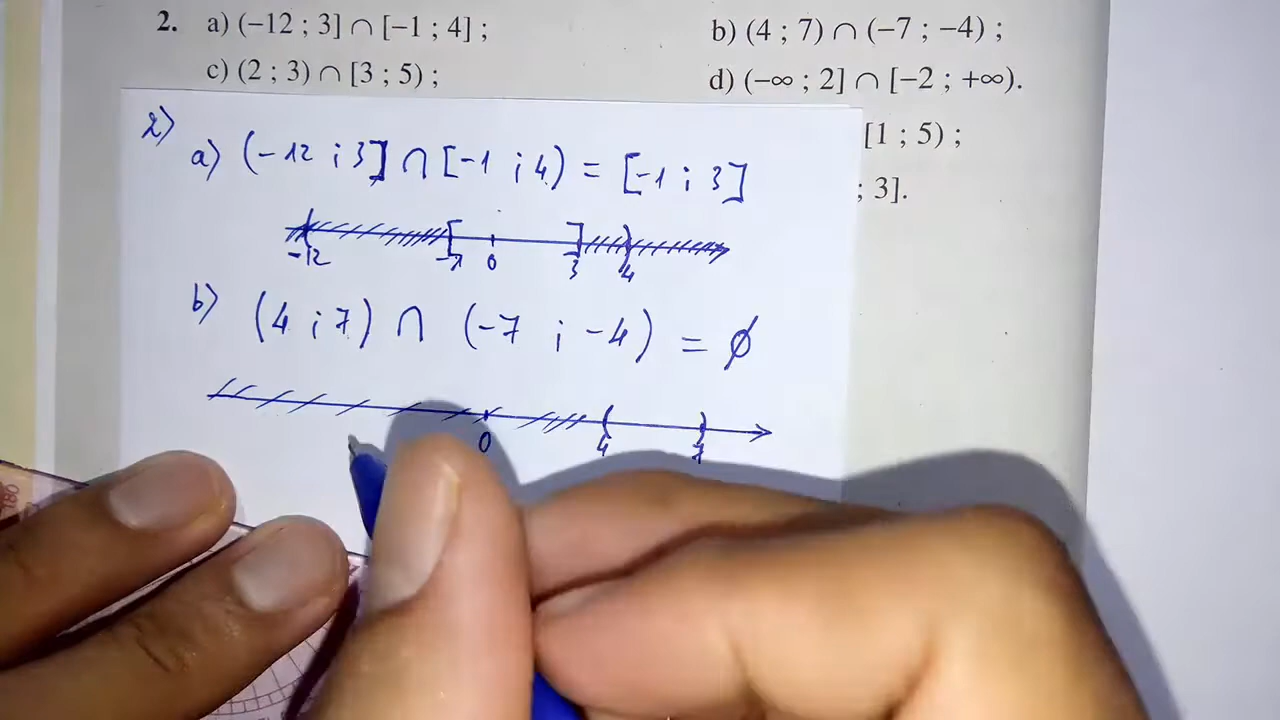 2. a) (−12 ; 3] ∩ [−1 ; 4] ; b) (4 ; 7) ∩ (−7 ; −4) ;
c) (2 ; 3) ∩ [3 ; 5) ; d) (−∞ ; 2] ∩ [−2 ; +∞).
[1 ; 5) ;
; 3].
2)
a) (-12 ; 3] ∩ [-1 ; 4) = [-1 ; 3]
-12 -1 0 3 4
b) (4 ; 7) ∩ (-7 ; -4) = ∅
0 4 7